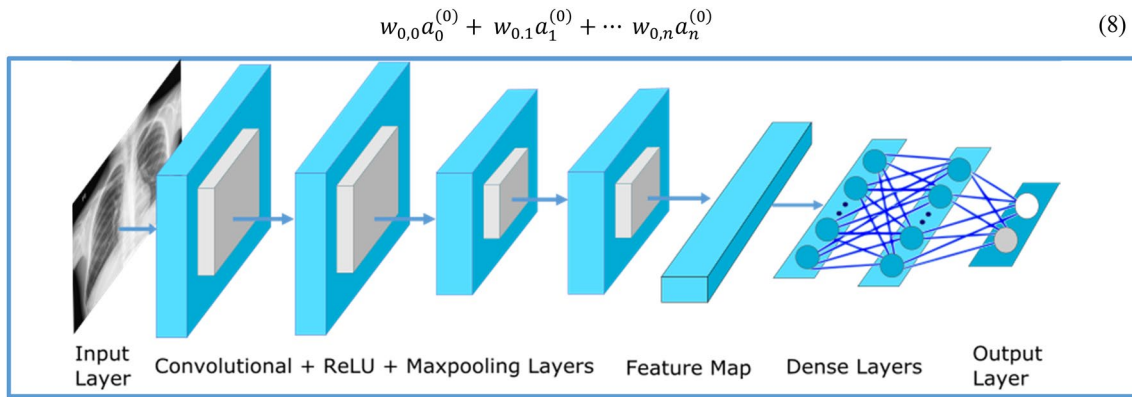 w_{0,0}a_0^{(0)} + w_{0.1}a_1^{(0)} + ⋯ w_{0,n}a_n^{(0)} (8)
Input Layer
Convolutional + ReLU + Maxpooling Layers
Feature Map
Dense Layers
Output Layer